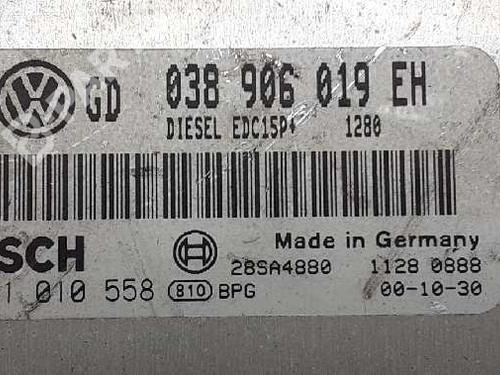 GD 038 906 019 EH
DIESEL EDC15P+ 1280
SCH Made in Germany
28SA4880 1128 0888
1 010 558 810 BPG 00-10-30